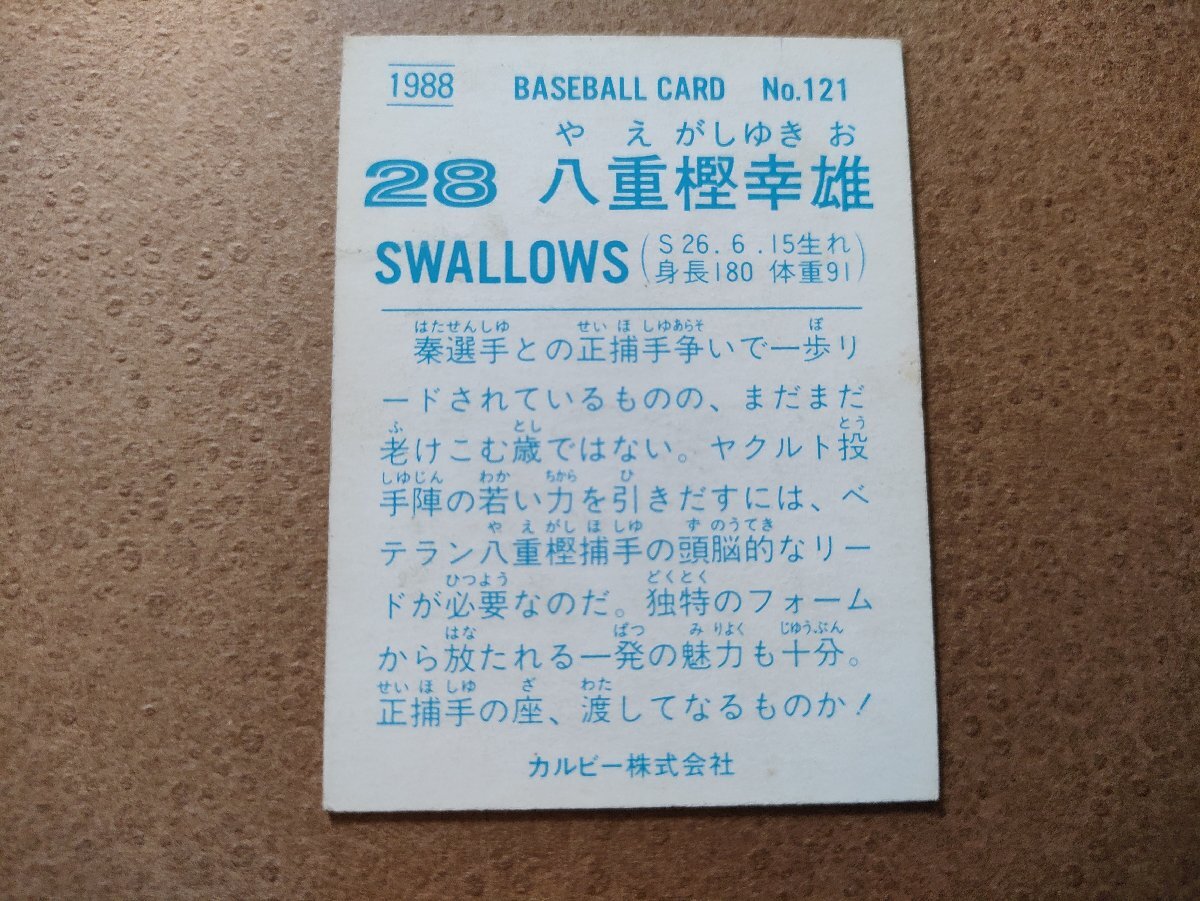 1988 BASEBALL CARD No.121
や え がしゆき お
28 八重樫幸雄
SWALLOWS (S26.6.15生れ
身長180 体重91)
はたせんしゆ せい ほ しゆあらそ ぽ
秦選手との正捕手争いで一歩リ
ードされているものの、まだまだ
ふ とし とう
老けこむ歳ではない。ヤクルト投
しゆじん わか ちから ひ
手陣の若い力を引きだすには、ベ
や え がし ほ しゆ ず のうてき
テラン八重樫捕手の頭脳的なリー
ひつよう どくとく
ドが必要なのだ。独特のフォーム
はな ぱつ み りよく じゆうぶん
から放たれる一発の魅力も十分。
せい ほ しゆ ざ わた
正捕手の座、渡してなるものか!
カルビー株式会社